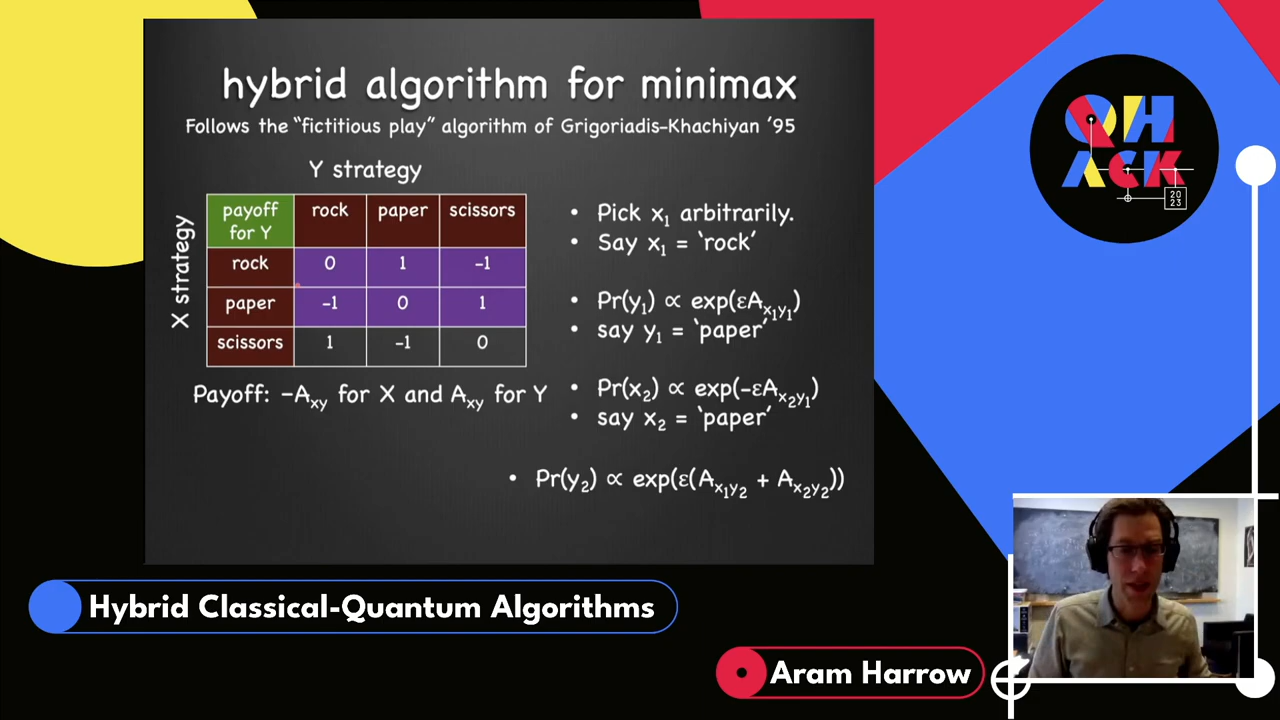 hybrid algorithm for minimax
Follows the "fictitious play" algorithm of Grigoriadis-Khachiyan '95
Y strategy
X strategy
payoff for Y rock paper scissors
rock 0 1 -1
paper -1 0 1
scissors 1 -1 0
Payoff: -Axy for X and Axy for Y
• Pick x1 arbitrarily.
• Say x1 = 'rock'
• Pr(y1) ∝ exp(εAx1y1)
• say y1 = 'paper'
• Pr(x2) ∝ exp(-εAx2y1)
• say x2 = 'paper'
• Pr(y2) ∝ exp(ε(Ax1y2 + Ax2y2))
QH
ACK
20
23
Hybrid Classical-Quantum Algorithms
Aram Harrow